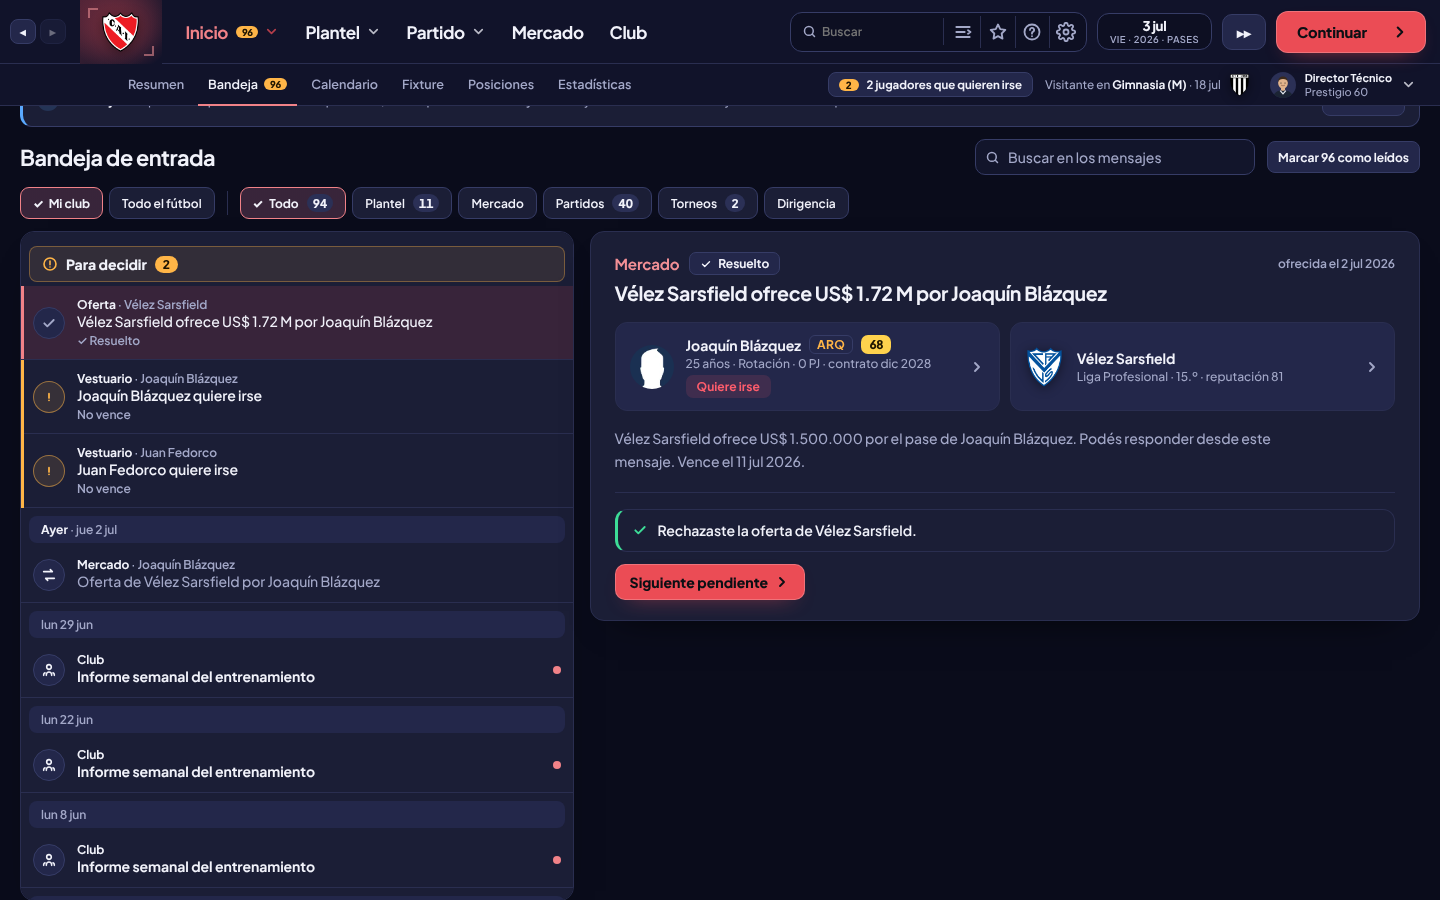 Inicio 96
Plantel
Partido
Mercado
Club
Buscar
3 jul
VIE · 2026 · PASES
Continuar
Resumen
Bandeja 96
Calendario
Fixture
Posiciones
Estadísticas
2 2 jugadores que quieren irse
Visitante en Gimnasia (M) · 18 jul
Director Técnico
Prestigio 60
Bandeja de entrada
Buscar en los mensajes
Marcar 96 como leídos
Mi club
Todo el fútbol
Todo 94
Plantel 11
Mercado
Partidos 40
Torneos 2
Dirigencia
Para decidir 2
Oferta · Vélez Sarsfield
Vélez Sarsfield ofrece US$ 1.72 M por Joaquín Blázquez
Resuelto
Vestuario · Joaquín Blázquez
Joaquín Blázquez quiere irse
No vence
Vestuario · Juan Fedorco
Juan Fedorco quiere irse
No vence
Ayer · jue 2 jul
Mercado · Joaquín Blázquez
Oferta de Vélez Sarsfield por Joaquín Blázquez
lun 29 jun
Club
Informe semanal del entrenamiento
lun 22 jun
Club
Informe semanal del entrenamiento
lun 8 jun
Club
Informe semanal del entrenamiento
Mercado
Resuelto
ofrecida el 2 jul 2026
Vélez Sarsfield ofrece US$ 1.72 M por Joaquín Blázquez
Joaquín Blázquez ARQ 68
25 años · Rotación · 0 PJ · contrato dic 2028
Quiere irse
Vélez Sarsfield
Liga Profesional · 15.º · reputación 81
Vélez Sarsfield ofrece US$ 1.500.000 por el pase de Joaquín Blázquez. Podés responder desde este
mensaje. Vence el 11 jul 2026.
Rechazaste la oferta de Vélez Sarsfield.
Siguiente pendiente